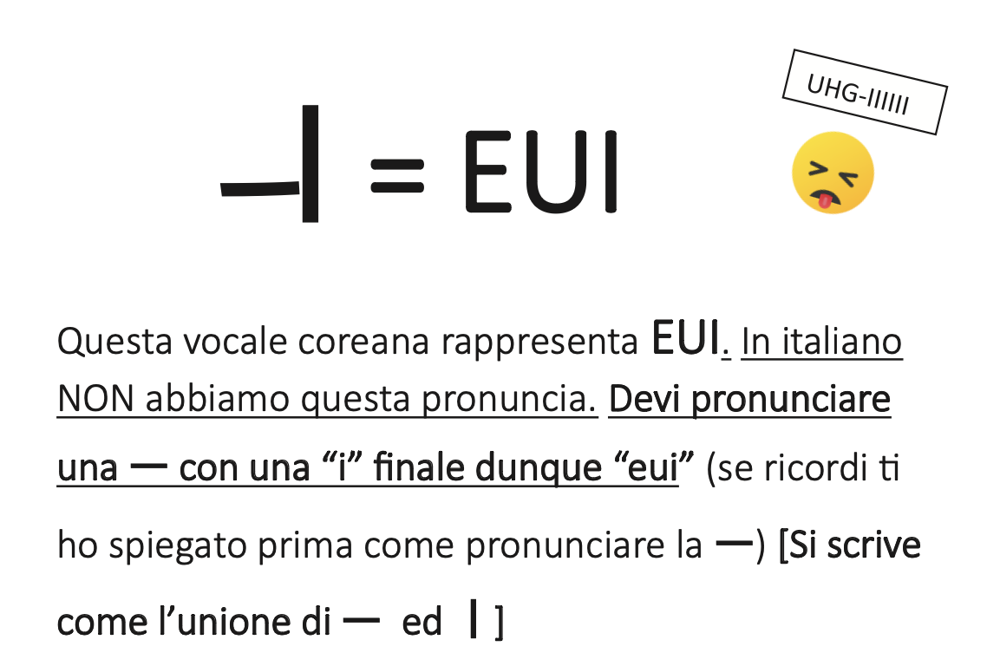 ㅢ = EUI
UHG-IIIIII
Questa vocale coreana rappresenta EUI. In italiano
NON abbiamo questa pronuncia. Devi pronunciare
una ㅡ con una “i” finale dunque “eui” (se ricordi ti
ho spiegato prima come pronunciare la ㅡ) [Si scrive
come l’unione di ㅡ ed ㅣ]